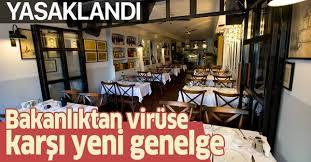 YASAKLANDI
Bakanlıktan virüse
karşı yeni genelge